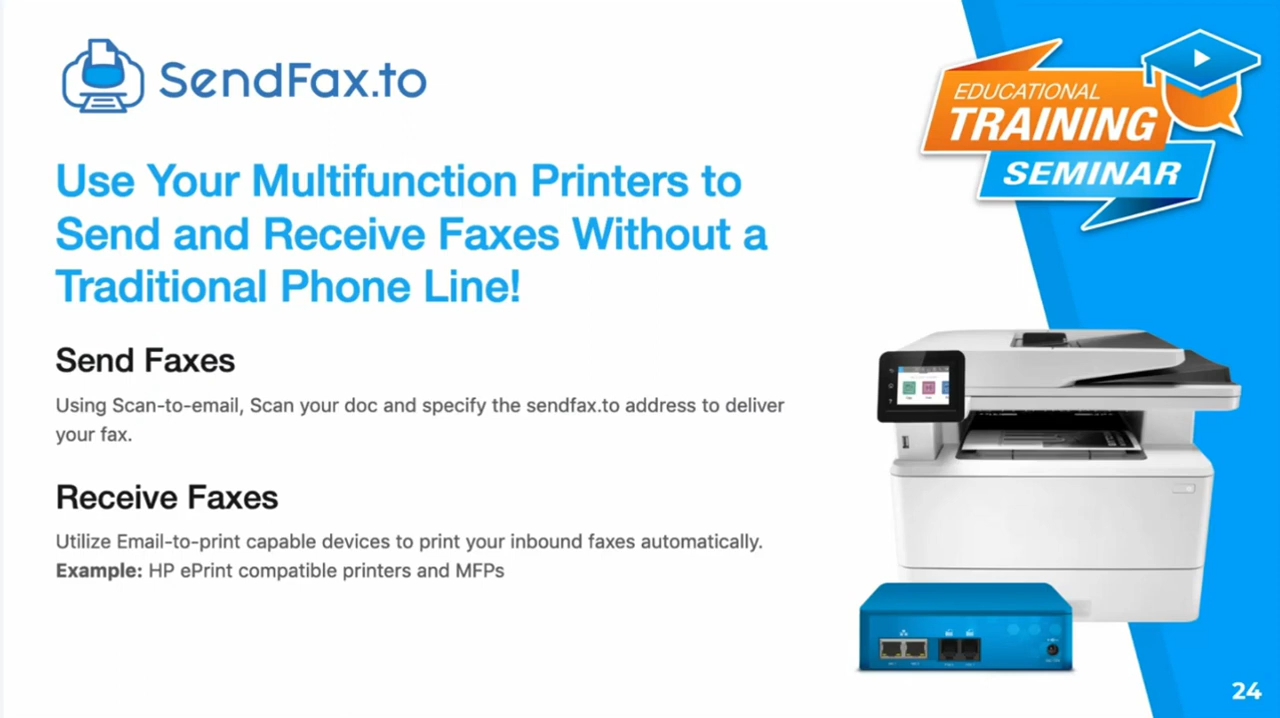 SendFax.to
EDUCATIONAL
TRAINING
SEMINAR
Use Your Multifunction Printers to
Send and Receive Faxes Without a
Traditional Phone Line!
Send Faxes
Using Scan-to-email, Scan your doc and specify the sendfax.to address to deliver
your fax.
Receive Faxes
Utilize Email-to-print capable devices to print your inbound faxes automatically.
Example: HP ePrint compatible printers and MFPs
24